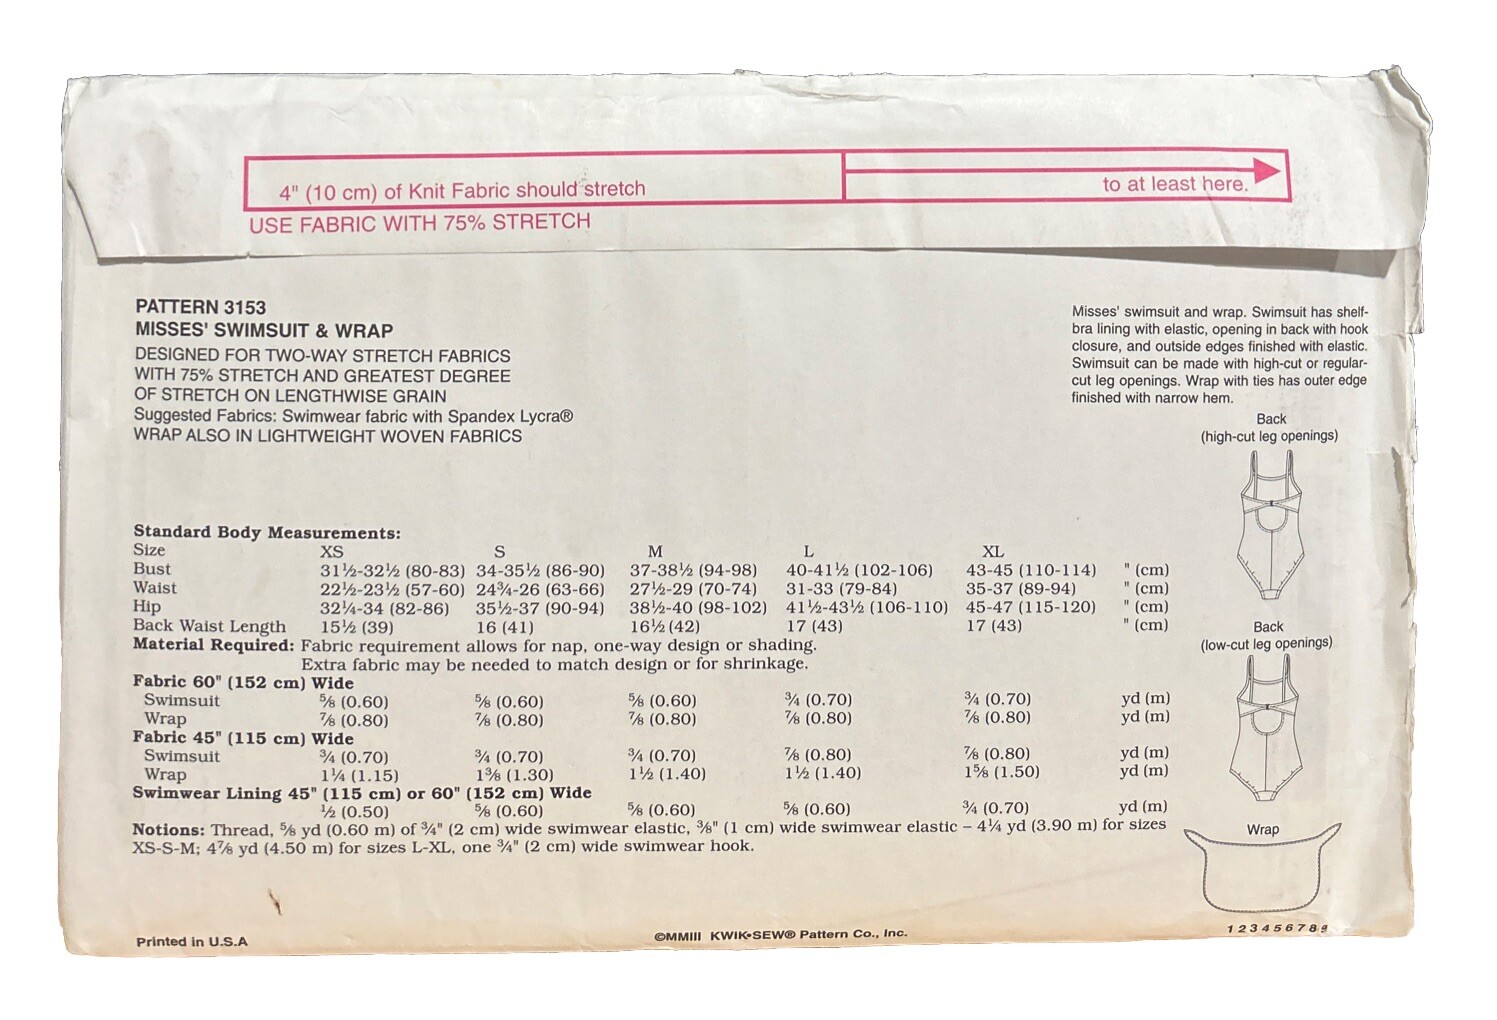 4" (10 cm) of Knit Fabric should stretch to at least here.
USE FABRIC WITH 75% STRETCH
PATTERN 3153
MISSES' SWIMSUIT & WRAP
DESIGNED FOR TWO-WAY STRETCH FABRICS
WITH 75% STRETCH AND GREATEST DEGREE
OF STRETCH ON LENGTHWISE GRAIN
Suggested Fabrics: Swimwear fabric with Spandex Lycra®
WRAP ALSO IN LIGHTWEIGHT WOVEN FABRICS
Misses' swimsuit and wrap. Swimsuit has shelf-
bra lining with elastic, opening in back with hook
closure, and outside edges finished with elastic.
Swimsuit can be made with high-cut or regular-
cut leg openings. Wrap with ties has outer edge
finished with narrow hem.
Back
(high-cut leg openings)
Standard Body Measurements:
Size XS S M L XL
Bust 31½-32½ (80-83) 34-35½ (86-90) 37-38½ (94-98) 40-41½ (102-106) 43-45 (110-114) " (cm)
Waist 22½-23½ (57-60) 24¾-26 (63-66) 27½-29 (70-74) 31-33 (79-84) 35-37 (89-94) " (cm)
Hip 32¼-34 (82-86) 35½-37 (90-94) 38½-40 (98-102) 41½-43½ (106-110) 45-47 (115-120) " (cm)
Back Waist Length 15½ (39) 16 (41) 16½ (42) 17 (43) 17 (43) " (cm)
Material Required: Fabric requirement allows for nap, one-way design or shading.
Extra fabric may be needed to match design or for shrinkage.
Fabric 60" (152 cm) Wide
Swimsuit ⅝ (0.60) ⅝ (0.60) ⅝ (0.60) ¾ (0.70) ¾ (0.70) yd (m)
Wrap ⅞ (0.80) ⅞ (0.80) ⅞ (0.80) ⅞ (0.80) ⅞ (0.80) yd (m)
Fabric 45" (115 cm) Wide
Swimsuit ¾ (0.70) ¾ (0.70) ¾ (0.70) ⅞ (0.80) ⅞ (0.80) yd (m)
Wrap 1¼ (1.15) 1⅜ (1.30) 1½ (1.40) 1½ (1.40) 1⅝ (1.50) yd (m)
Swimwear Lining 45" (115 cm) or 60" (152 cm) Wide
½ (0.50) ⅝ (0.60) ⅝ (0.60) ⅝ (0.60) ¾ (0.70) yd (m)
Notions: Thread, ⅝ yd (0.60 m) of ¾" (2 cm) wide swimwear elastic, ⅜" (1 cm) wide swimwear elastic – 4¼ yd (3.90 m) for sizes
XS-S-M; 4⅞ yd (4.50 m) for sizes L-XL, one ¾" (2 cm) wide swimwear hook.
Back
(low-cut leg openings)
Wrap
Printed in U.S.A
©MMIII KWIK•SEW® Pattern Co., Inc.
1 2 3 4 5 6 7 8 9